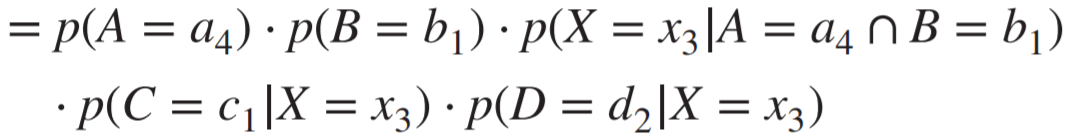 = p(A = a₄) · p(B = b₁) · p(X = x₃|A = a₄ ∩ B = b₁)
· p(C = c₁|X = x₃) · p(D = d₂|X = x₃)